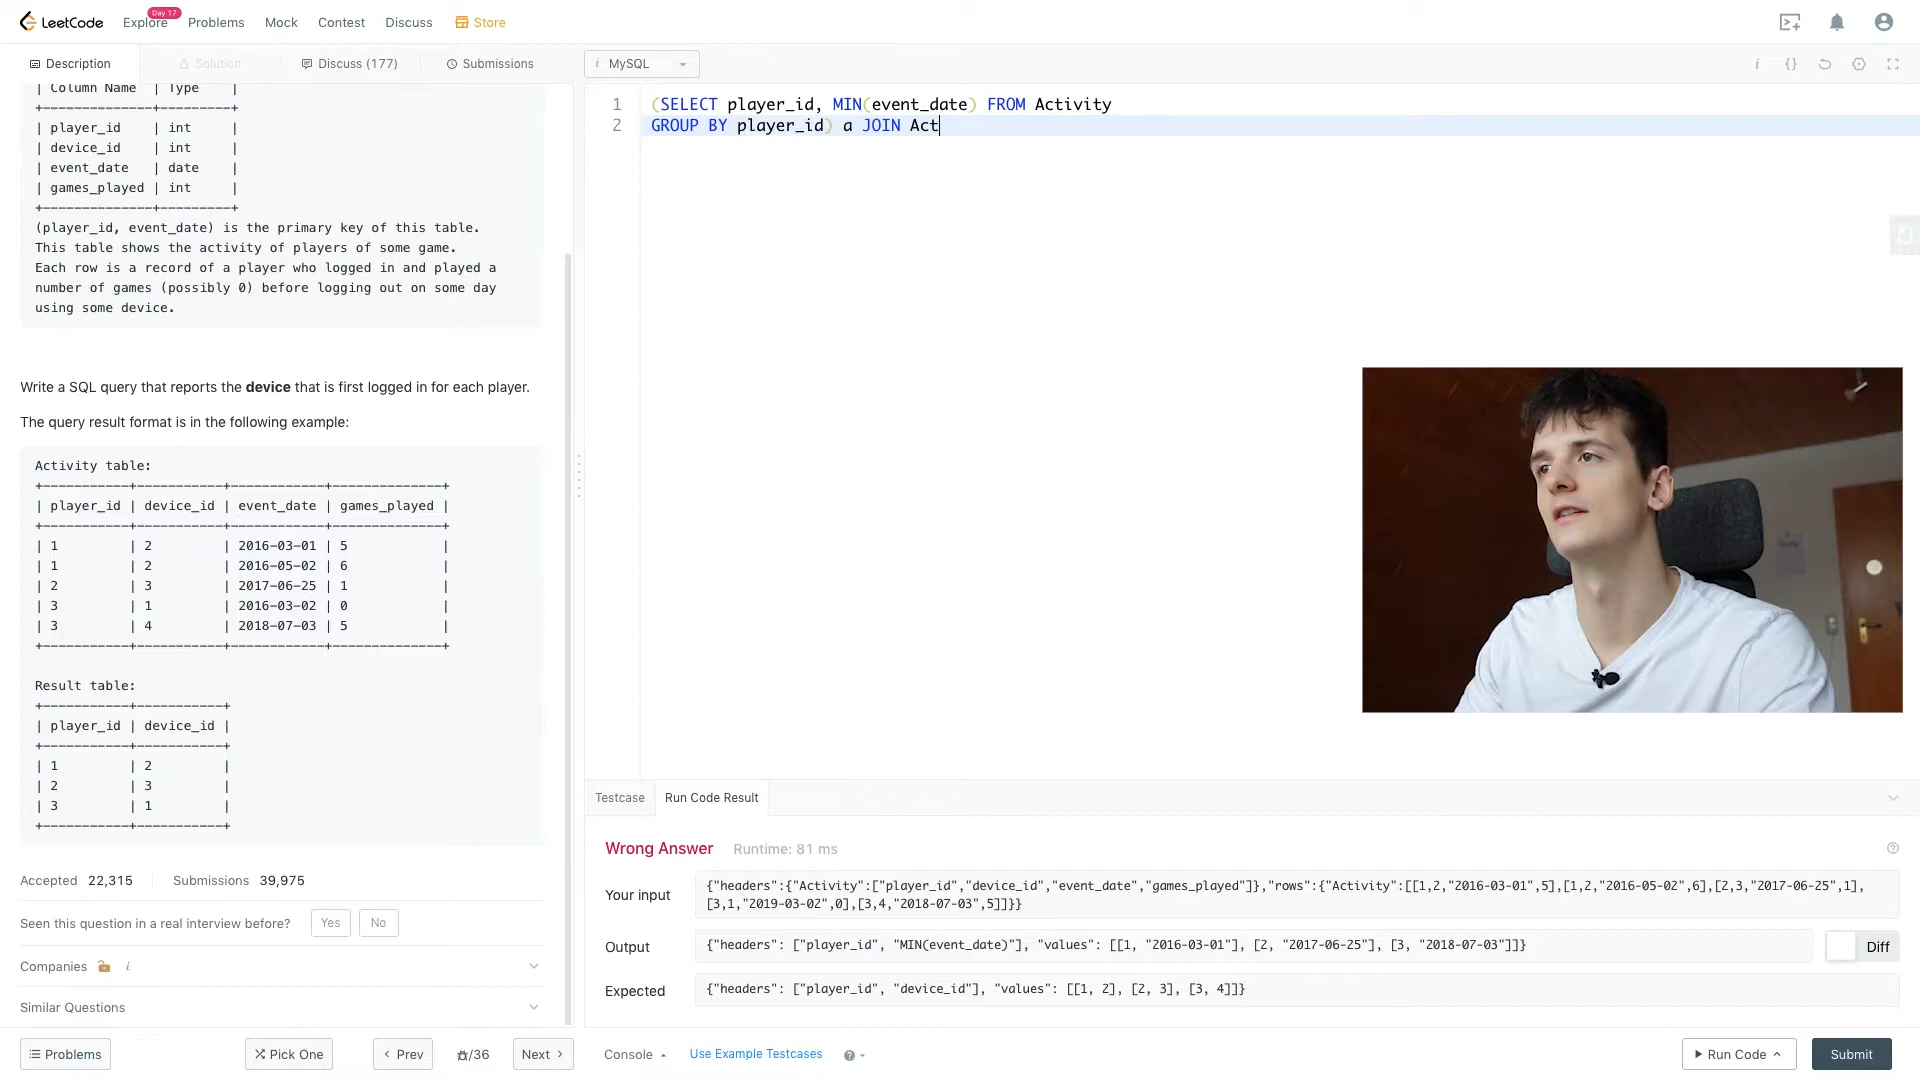 LeetCode
Explore
Day 17
Problems
Mock
Contest
Discuss
Store
Description
Solution
Discuss (177)
Submissions
i MySQL
i {}
| Column Name | Type |
+--------------+---------+
| player_id | int |
| device_id | int |
| event_date | date |
| games_played | int |
+--------------+---------+
(player_id, event_date) is the primary key of this table.
This table shows the activity of players of some game.
Each row is a record of a player who logged in and played a
number of games (possibly 0) before logging out on some day
using some device.
Write a SQL query that reports the device that is first logged in for each player.
The query result format is in the following example:
Activity table:
+-----------+-----------+------------+--------------+
| player_id | device_id | event_date | games_played |
+-----------+-----------+------------+--------------+
| 1 | 2 | 2016-03-01 | 5 |
| 1 | 2 | 2016-05-02 | 6 |
| 2 | 3 | 2017-06-25 | 1 |
| 3 | 1 | 2016-03-02 | 0 |
| 3 | 4 | 2018-07-03 | 5 |
+-----------+-----------+------------+--------------+
Result table:
+-----------+-----------+
| player_id | device_id |
+-----------+-----------+
| 1 | 2 |
| 2 | 3 |
| 3 | 1 |
+-----------+-----------+
Accepted 22,315 Submissions 39,975
Seen this question in a real interview before? Yes No
Companies i
Similar Questions
Problems
Pick One
< Prev
/36
Next >
1 (SELECT player_id, MIN(event_date) FROM Activity
2 GROUP BY player_id) a JOIN Act
Testcase
Run Code Result
Wrong Answer Runtime: 81 ms
Your input
{"headers":{"Activity":["player_id","device_id","event_date","games_played"]},"rows":{"Activity":[[1,2,"2016-03-01",5],[1,2,"2016-05-02",6],[2,3,"2017-06-25",1],
[3,1,"2019-03-02",0],[3,4,"2018-07-03",5]]}}
Output
{"headers": ["player_id", "MIN(event_date)"], "values": [[1, "2016-03-01"], [2, "2017-06-25"], [3, "2018-07-03"]]}
Diff
Expected
{"headers": ["player_id", "device_id"], "values": [[1, 2], [2, 3], [3, 4]]}
Console
Use Example Testcases
?
Run Code
Submit